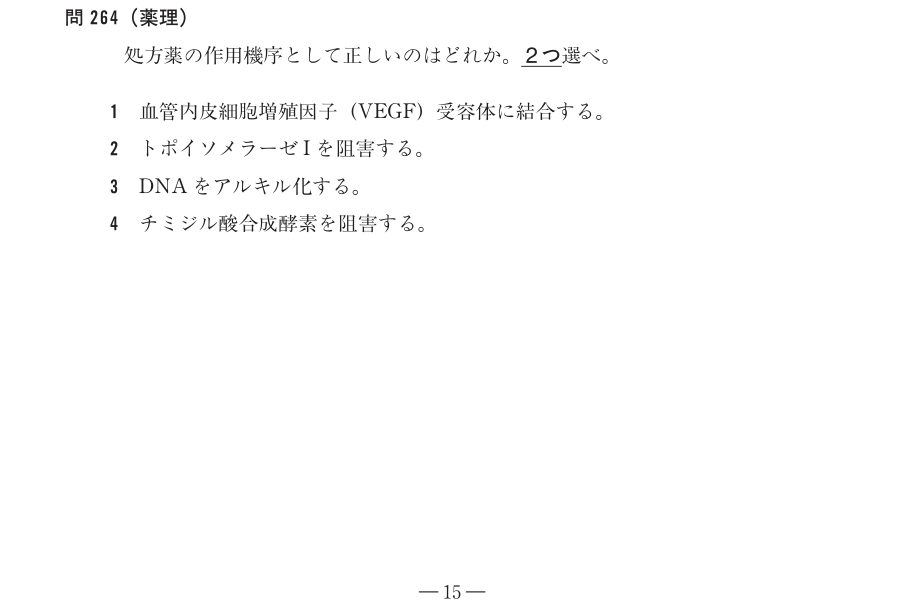 問 264（薬理）
処方薬の作用機序として正しいのはどれか。２つ選べ。
1 血管内皮細胞増殖因子（VEGF）受容体に結合する。
2 トポイソメラーゼ I を阻害する。
3 DNA をアルキル化する。
4 チミジル酸合成酵素を阻害する。
— 15 —